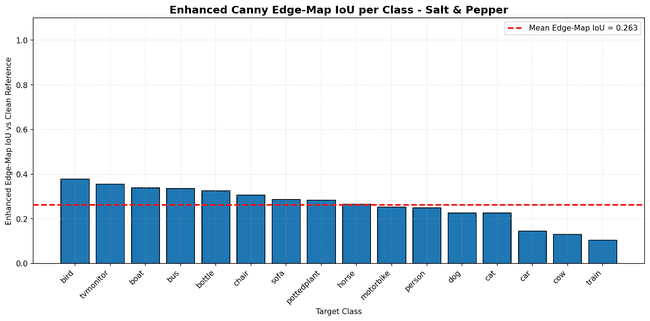 Enhanced Canny Edge-Map IoU per Class - Salt & Pepper
Mean Edge-Map IoU = 0.263
Enhanced Edge-Map IoU vs Clean Reference
1.0
0.8
0.6
0.4
0.2
0.0
bird
tvmonitor
boat
bus
bottle
chair
sofa
pottedplant
horse
motorbike
person
dog
cat
car
cow
train
Target Class